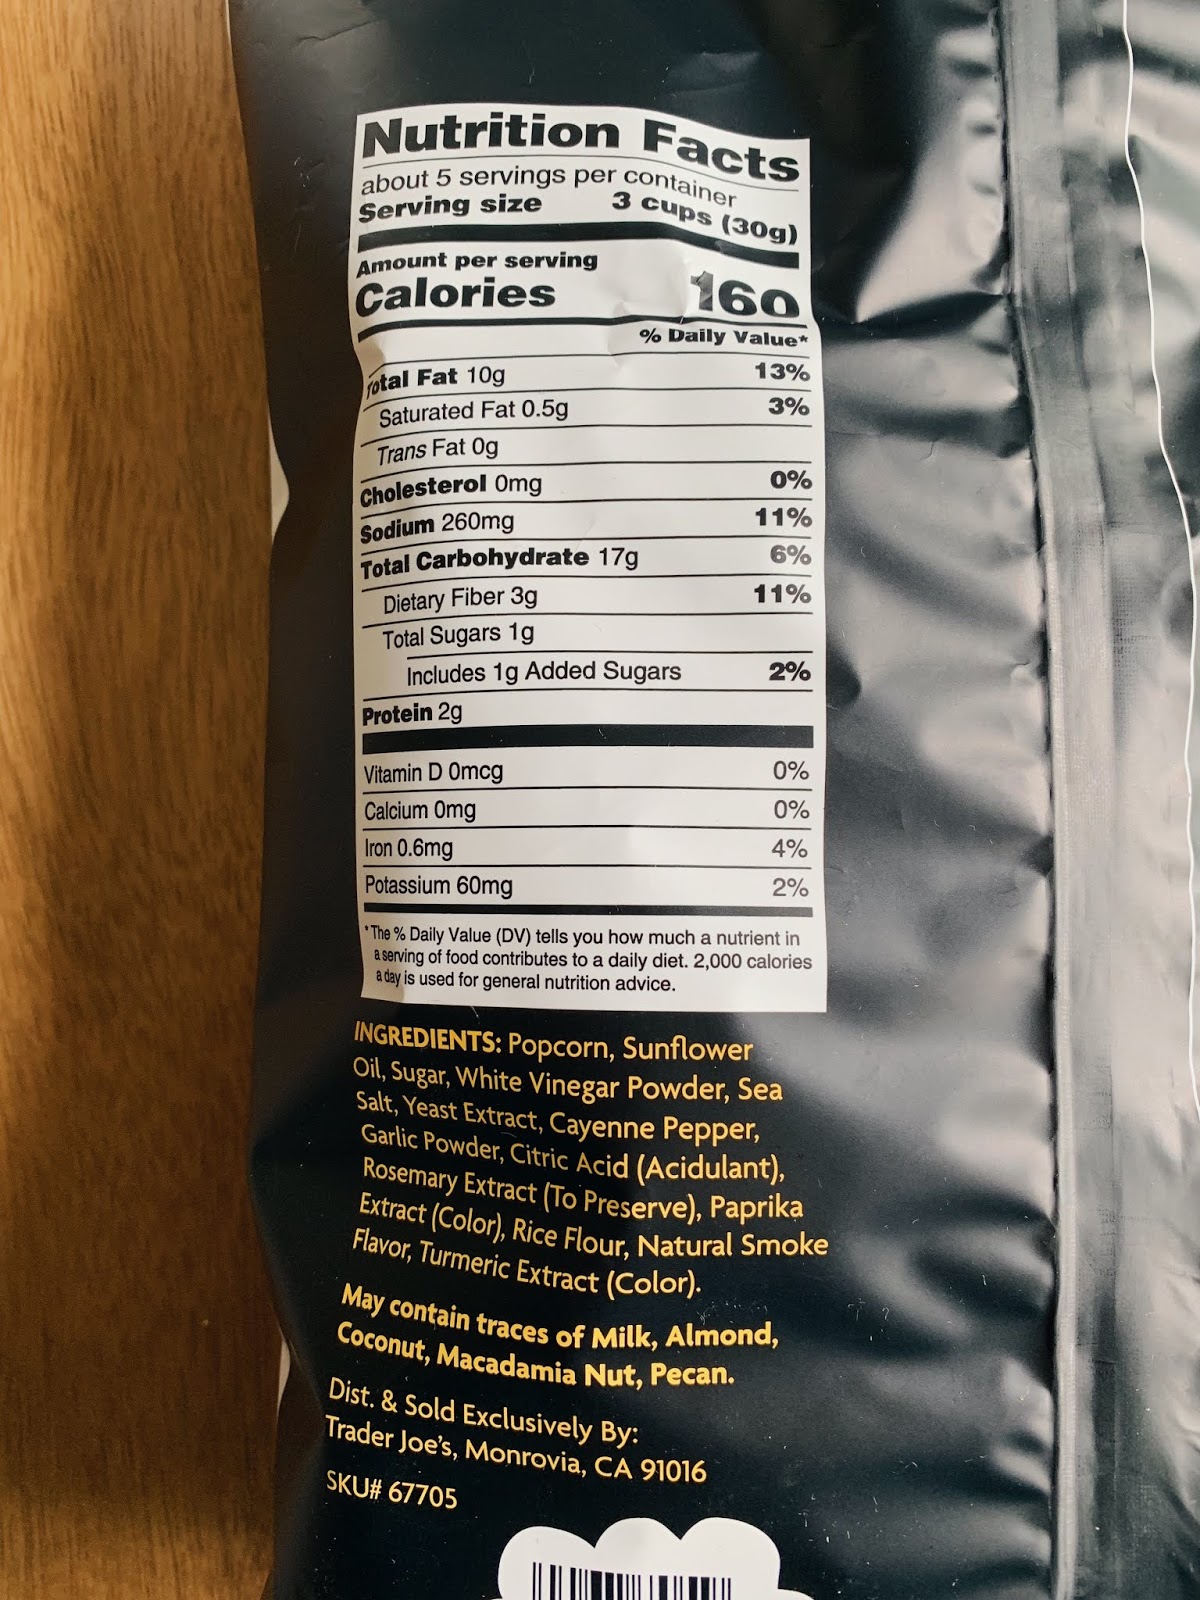 Nutrition Facts
about 5 servings per container
Serving size 3 cups (30g)
Amount per serving
Calories 160
% Daily Value*
Total Fat 10g 13%
Saturated Fat 0.5g 3%
Trans Fat 0g
Cholesterol 0mg 0%
Sodium 260mg 11%
Total Carbohydrate 17g 6%
Dietary Fiber 3g 11%
Total Sugars 1g
Includes 1g Added Sugars 2%
Protein 2g
Vitamin D 0mcg 0%
Calcium 0mg 0%
Iron 0.6mg 4%
Potassium 60mg 2%
*The % Daily Value (DV) tells you how much a nutrient in
a serving of food contributes to a daily diet. 2,000 calories
a day is used for general nutrition advice.
INGREDIENTS: Popcorn, Sunflower
Oil, Sugar, White Vinegar Powder, Sea
Salt, Yeast Extract, Cayenne Pepper,
Garlic Powder, Citric Acid (Acidulant),
Rosemary Extract (To Preserve), Paprika
Extract (Color), Rice Flour, Natural Smoke
Flavor, Turmeric Extract (Color).
May contain traces of Milk, Almond,
Coconut, Macadamia Nut, Pecan.
Dist. & Sold Exclusively By:
Trader Joe's, Monrovia, CA 91016
SKU# 67705